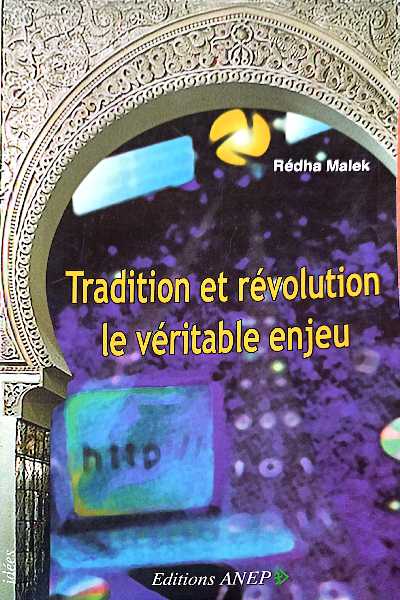 Rédha Malek
Tradition et révolution
le véritable enjeu
http://
idées
Editions ANEP